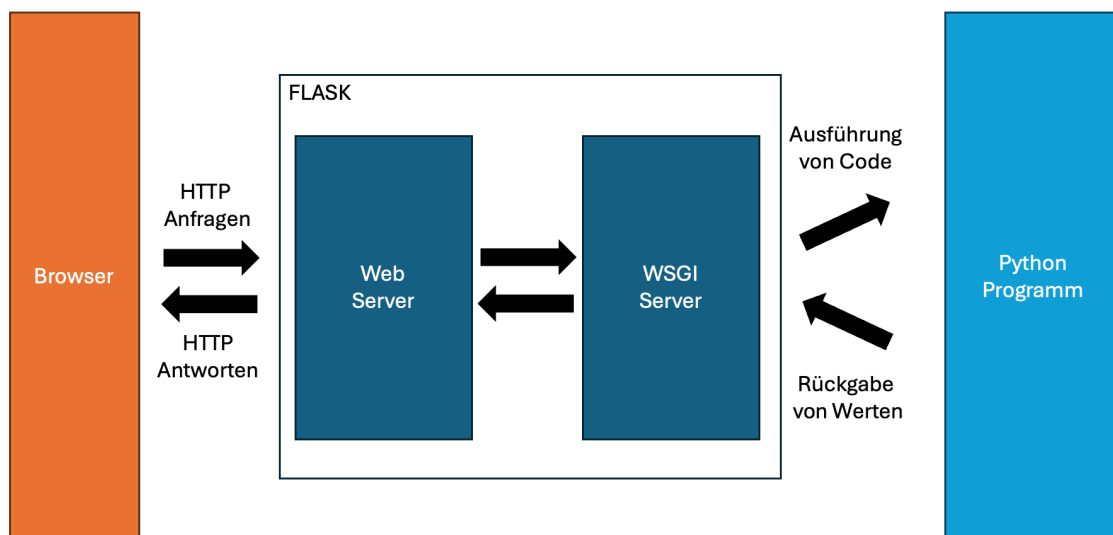 FLASK
HTTP
Anfragen
HTTP
Antworten
Browser
Web
Server
WSGI
Server
Ausführung
von Code
Rückgabe
von Werten
Python
Programm